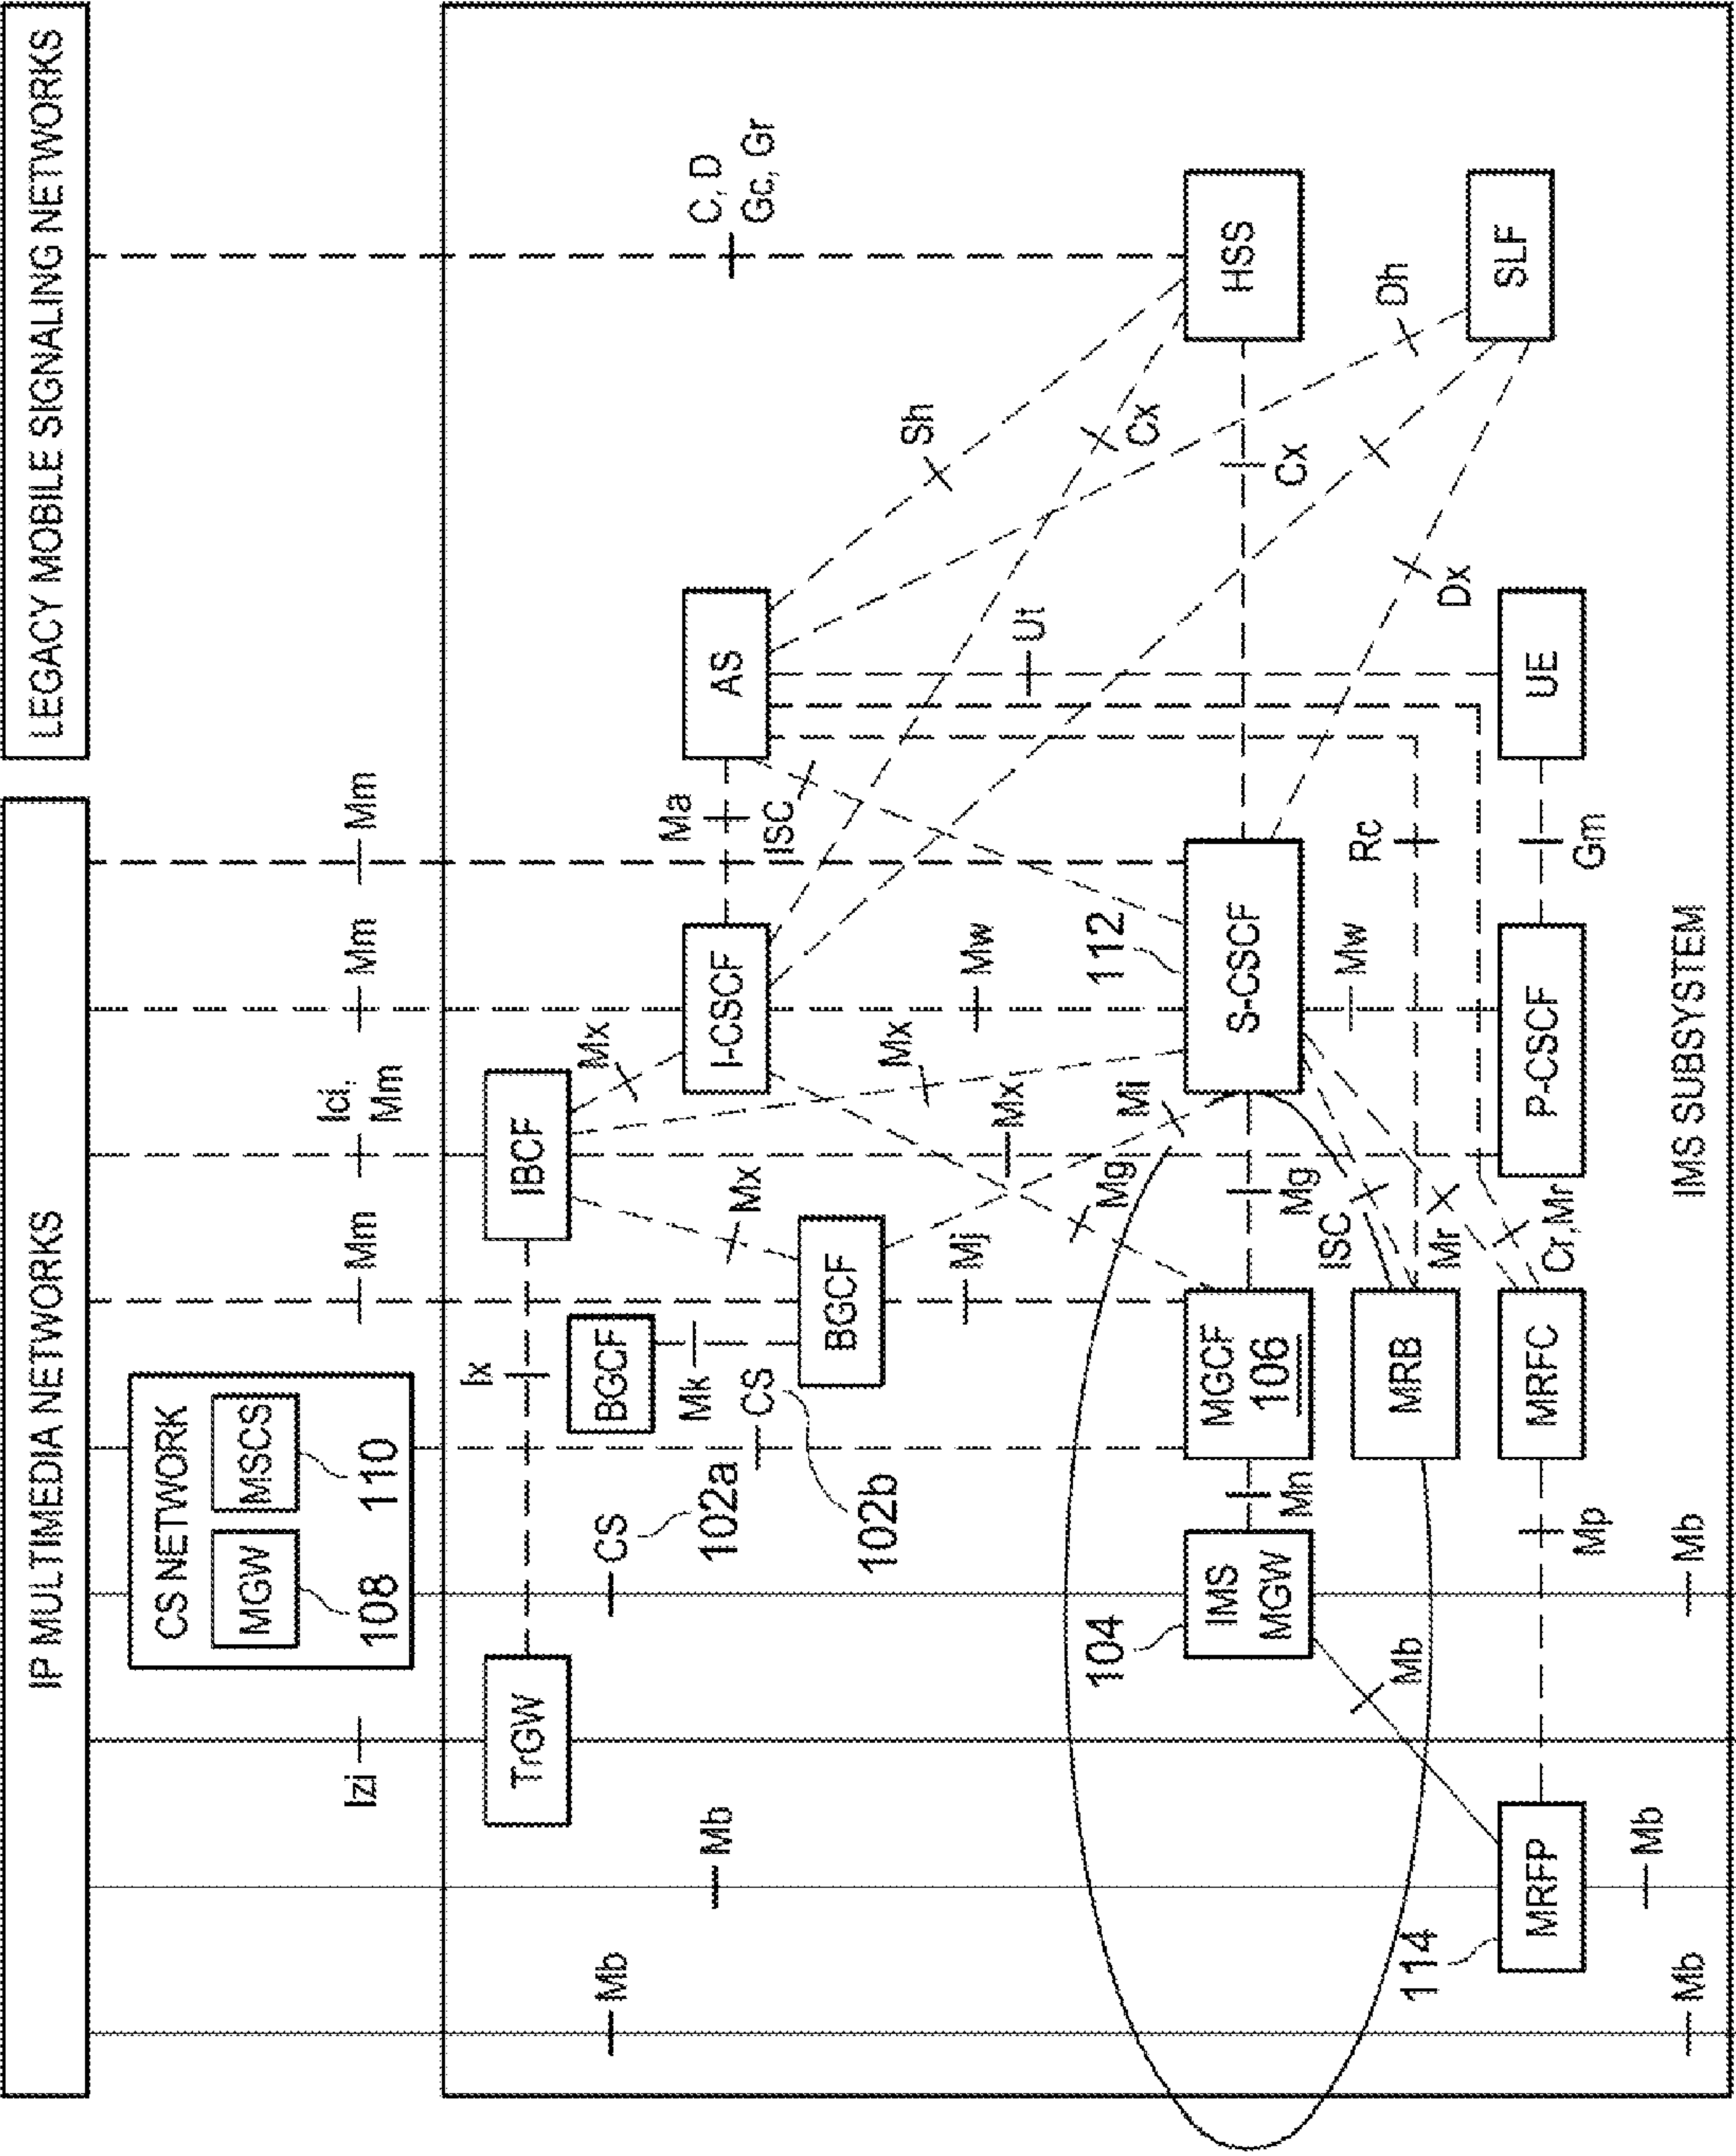 IP MULTIMEDIA NETWORKS
LEGACY MOBILE SIGNALING NETWORKS
CS NETWORK
MGW
MSCS
108
110
Izi
Mm
Ici,
Mm
Mm
Mm
C, D
Gc, Gr
TrGW
Ix
IBCF
Mx
Mb
CS
102a
BGCF
Mk
Mx
Mb
CS
102b
I-CSCF
Ma
ISC
AS
Sh
BGCF
Mj
Mx
Mw
Mx
Ut
Cx
Mg
Mi
112
104
IMS
MGW
Mn
MGCF
106
Mg
S-CSCF
Cx
HSS
Mb
ISC
Mw
Rc
Dh
MRB
Mr
Dx
114
MRFP
Mp
MRFC
Cr,Mr
P-CSCF
Gm
UE
SLF
Mb
Mb
Mb
IMS SUBSYSTEM